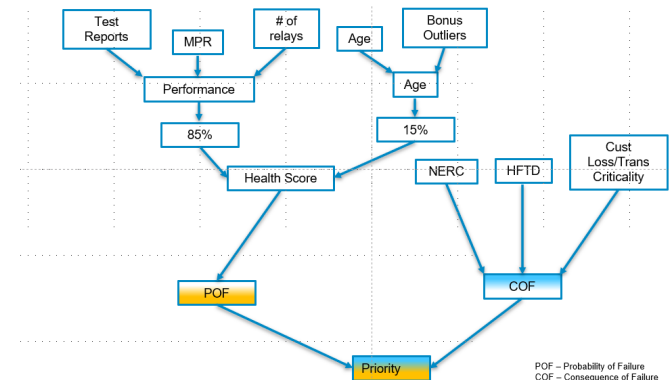 Test
Reports
MPR
# of
relays
Age
Bonus
Outliers
Performance
Age
85%
15%
Cust
Loss/Trans
Criticality
Health Score
NERC
HFTD
POF
COF
Priority
POF – Probability of Failure
COF – Consequence of Failure